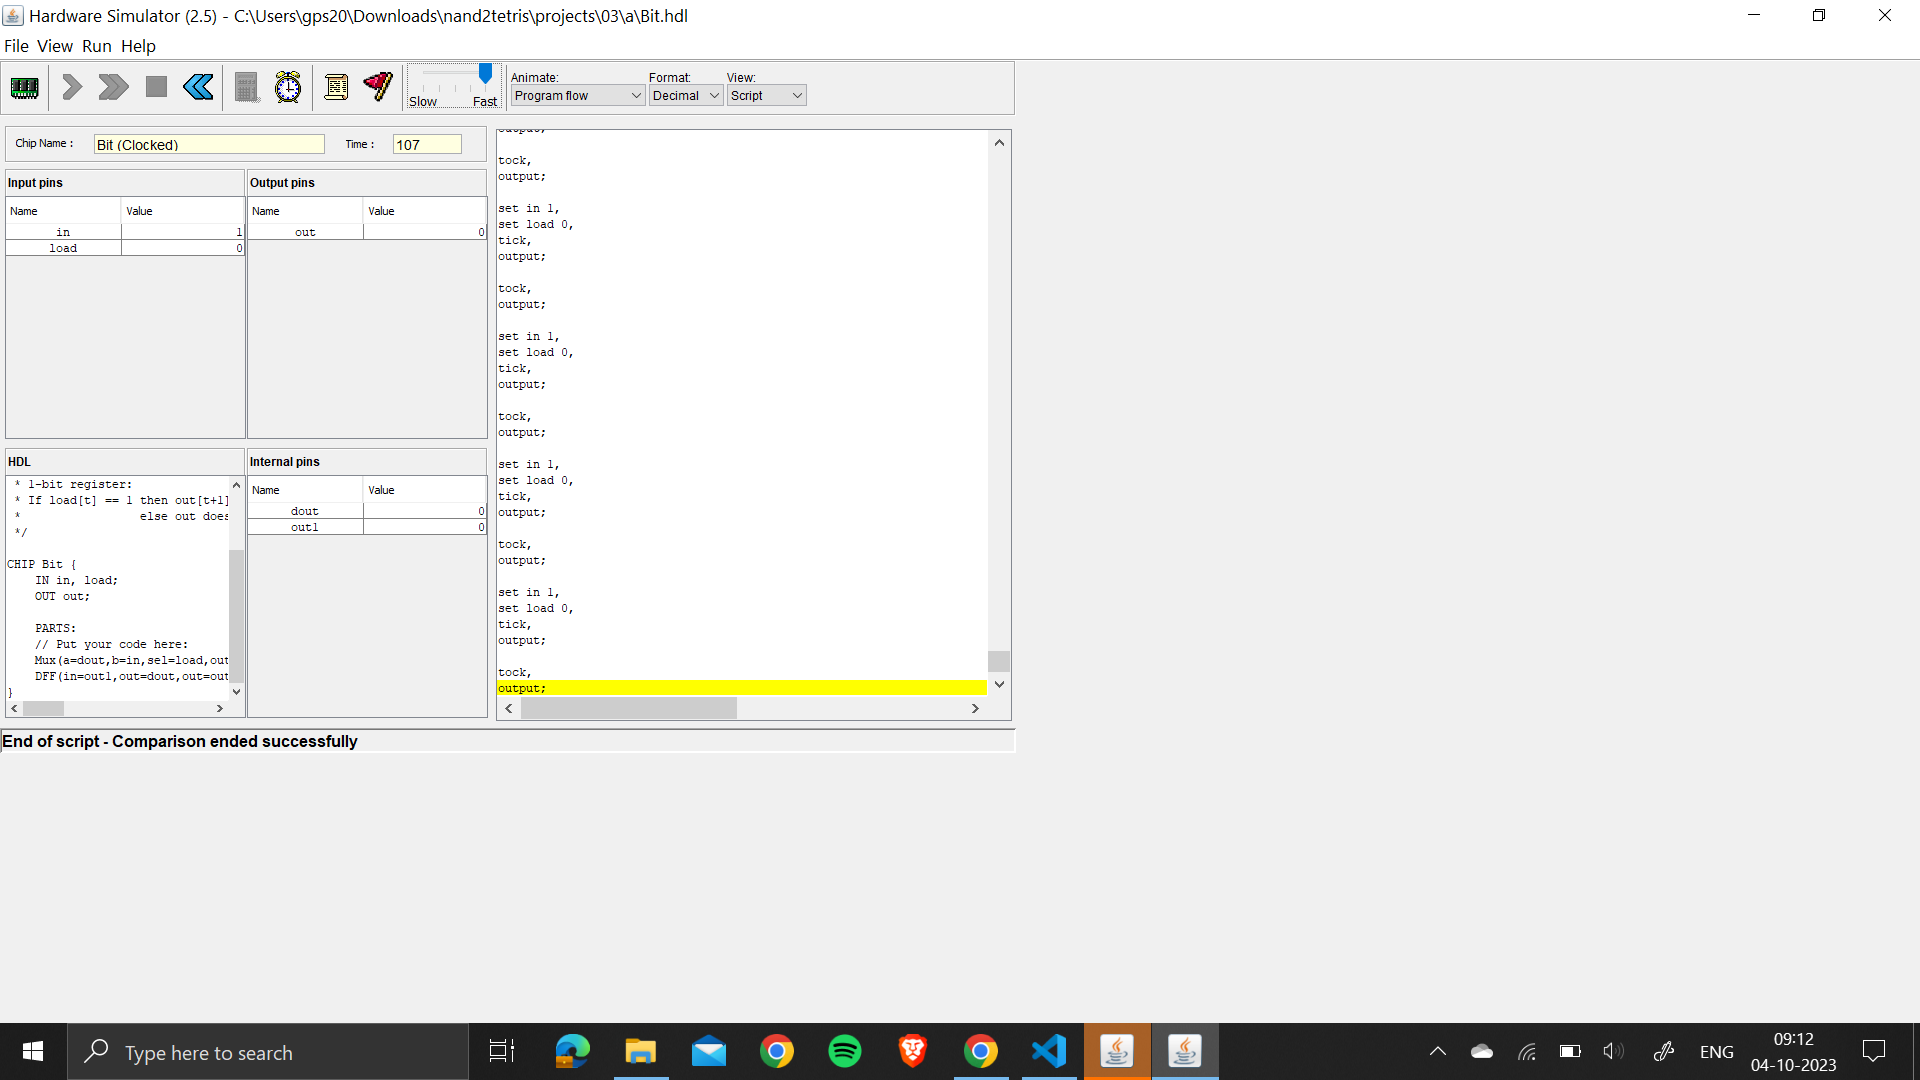 Hardware Simulator (2.5) - C:\Users\gps20\Downloads\nand2tetris\projects\03\a\Bit.hdl
File View Run Help
Slow Fast
Animate:
Program flow
Format:
Decimal
View:
Script
Chip Name :
Bit (Clocked)
Time :
107
Input pins
Name Value
in 1
load 0
Output pins
Name Value
out 0
HDL
* 1-bit register:
* If load[t] == 1 then out[t+1]
* else out does
*/
CHIP Bit {
IN in, load;
OUT out;
PARTS:
// Put your code here:
Mux(a=dout,b=in,sel=load,out
DFF(in=out1,out=dout,out=out
}
Internal pins
Name Value
dout 0
out1 0
output;
tock,
output;
set in 1,
set load 0,
tick,
output;
tock,
output;
set in 1,
set load 0,
tick,
output;
tock,
output;
set in 1,
set load 0,
tick,
output;
tock,
output;
set in 1,
set load 0,
tick,
output;
tock,
output;
End of script - Comparison ended successfully
Type here to search
ENG
09:12
04-10-2023